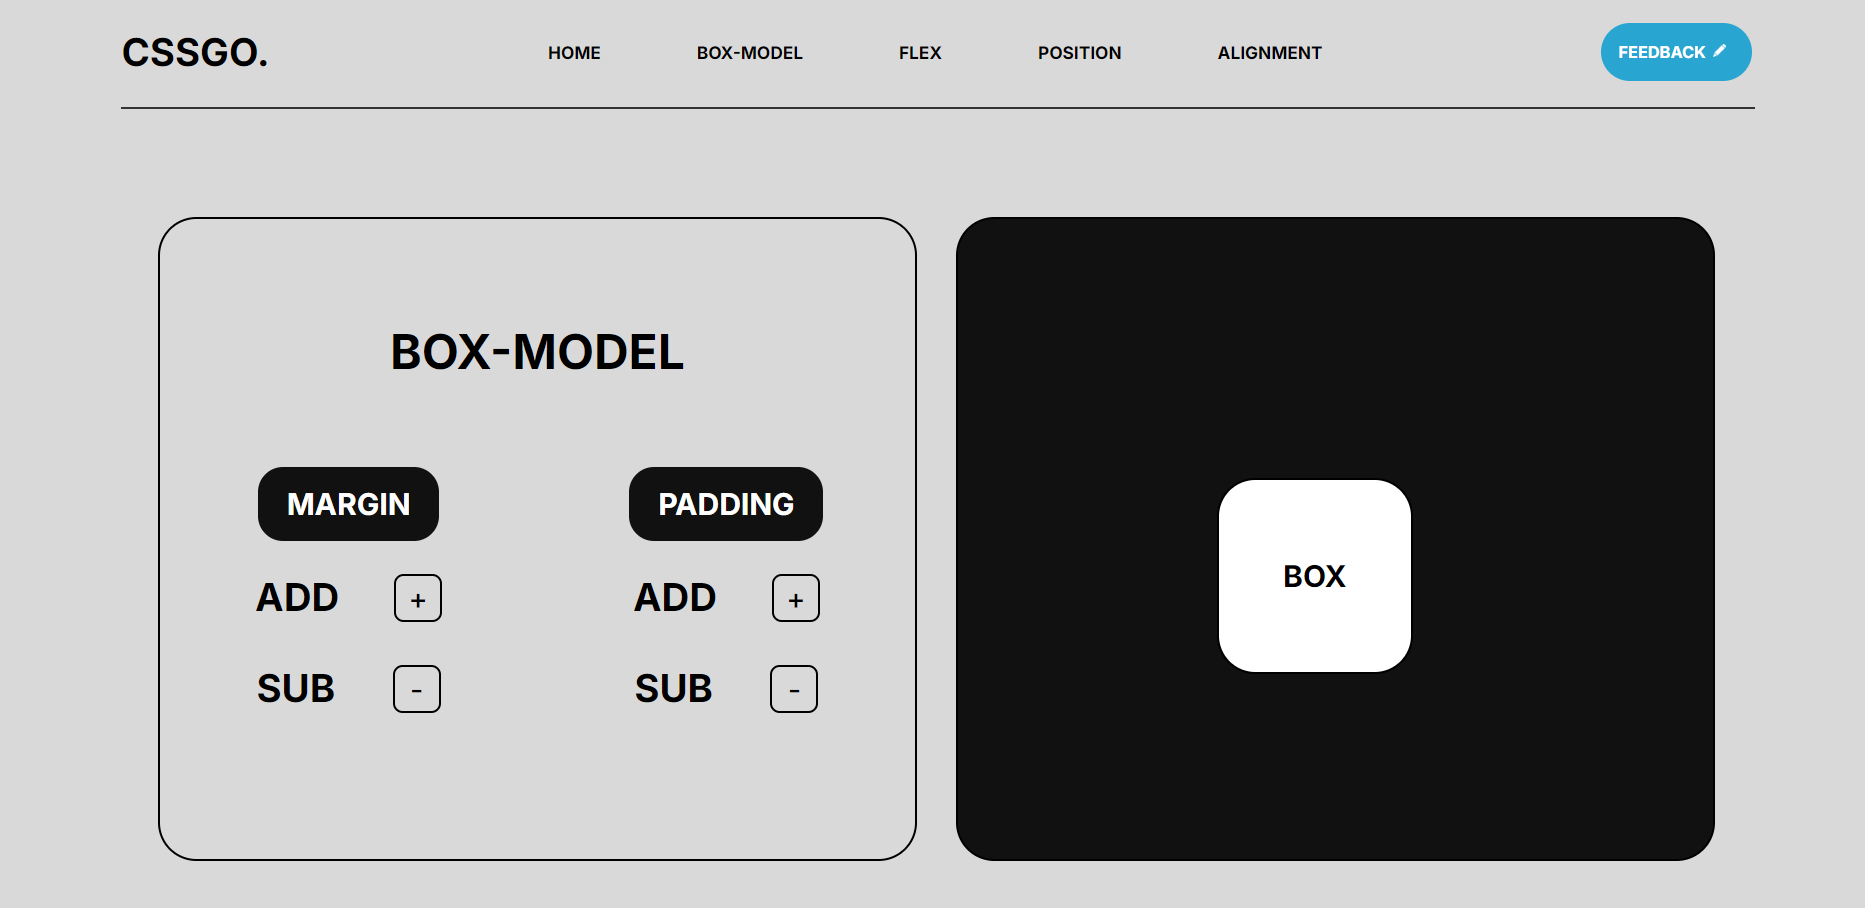 CSSGO.
HOME BOX-MODEL FLEX POSITION ALIGNMENT
FEEDBACK
BOX-MODEL
MARGIN PADDING
ADD + ADD +
SUB - SUB -
BOX